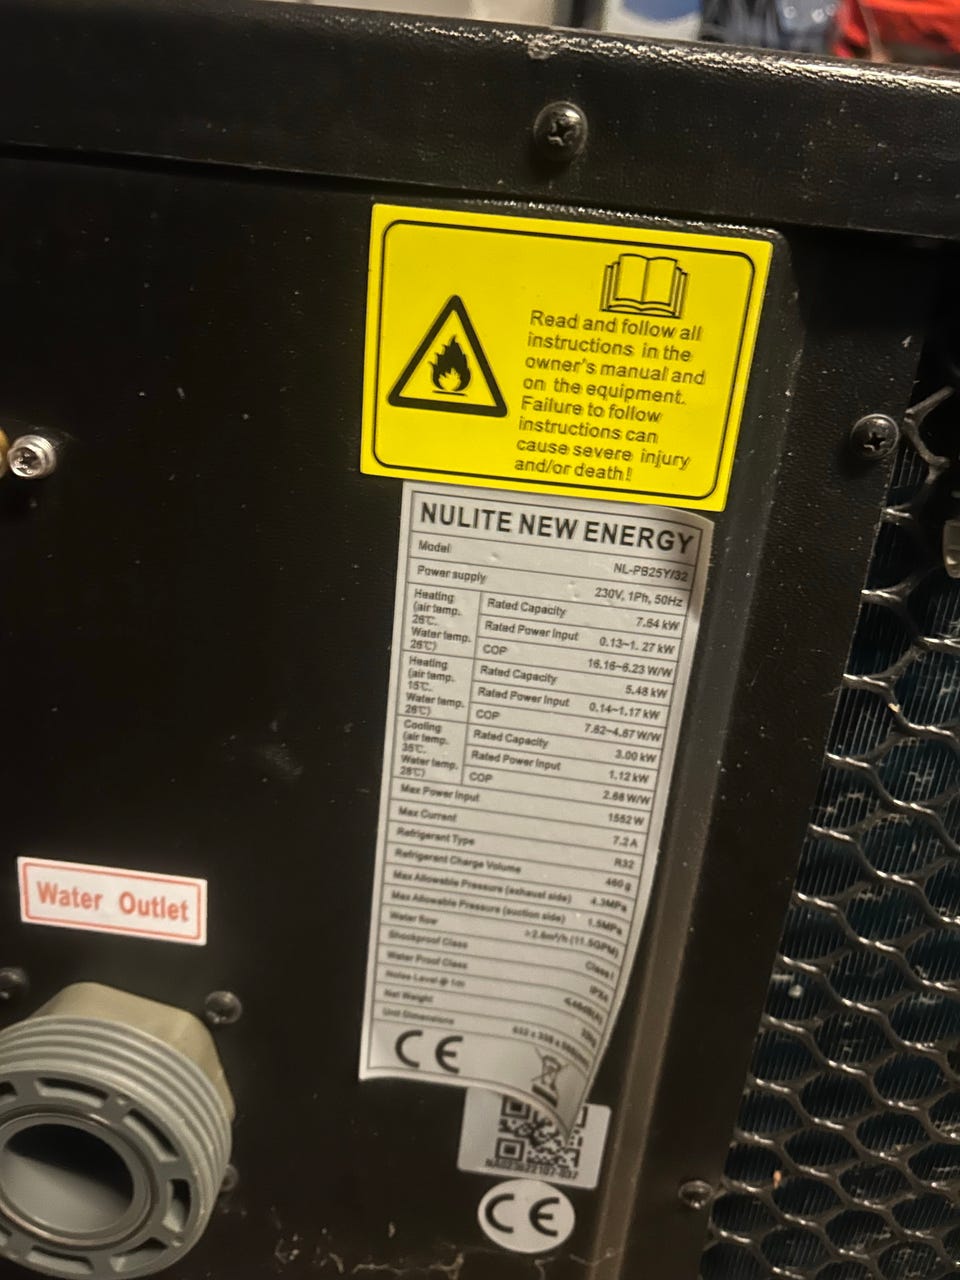 Read and follow all
instructions in the
owner's manual and
on the equipment.
Failure to follow
instructions can
cause severe injury
and/or death!
NULITE NEW ENERGY
Model NL-PB25Y/32
Power supply 230V, 1Ph, 50Hz
Heating
(air temp.
26℃.
Water temp.
26℃)
Rated Capacity 7.64 kW
Rated Power Input 0.13~1. 27 kW
COP 16.16~6.23 W/W
Heating
(air temp.
15℃.
Water temp.
26℃)
Rated Capacity 5.48 kW
Rated Power Input 0.14~1.17 kW
COP 7.82~4.67 W/W
Cooling
(air temp.
35℃.
Water temp.
28℃)
Rated Capacity 3.00 kW
Rated Power Input 1.12 kW
COP 2.68 W/W
Max Power Input 1552 W
Max Current 7.2 A
Refrigerant Type R32
Refrigerant Charge Volume 460 g
Max Allowable Pressure (exhaust side) 4.3MPa
Max Allowable Pressure (suction side) 1.5MPa
Water flow (11.5GPM)
Shockproof Class Class I
Water Proof Class IPX4
Noise Level @ 1m
Net Weight
Unit Dimensions
CE
CE
Water Outlet